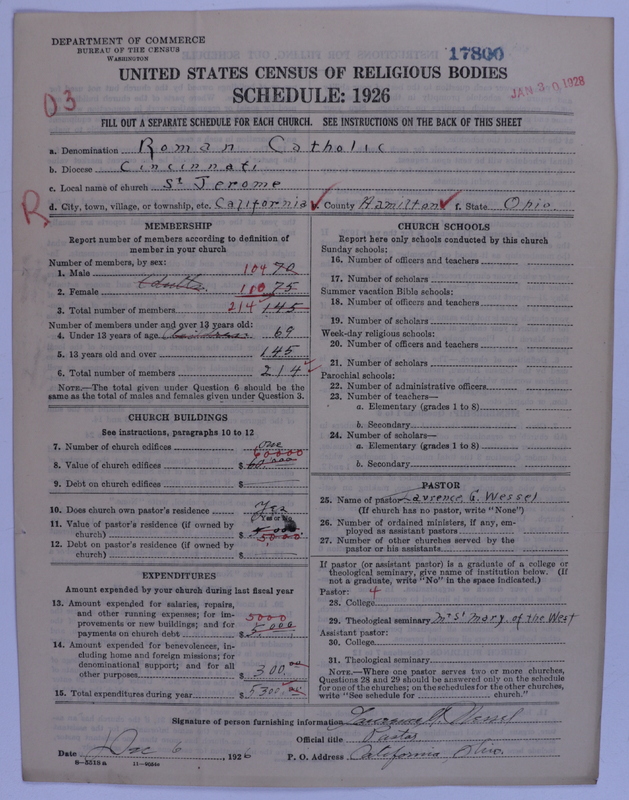 DEPARTMENT OF COMMERCE
BUREAU OF THE CENSUS
WASHINGTON
17800
UNITED STATES CENSUS OF RELIGIOUS BODIES
SCHEDULE: 1926
JAN 30 1928
03
FILL OUT A SEPARATE SCHEDULE FOR EACH CHURCH. SEE INSTRUCTIONS ON THE BACK OF THIS SHEET
a. Denomination Roman Catholic
b. Diocese Cincinnati
c. Local name of church St Jerome
R
d. City, town, village, or township, etc. California e. County Hamilton f. State Ohio.
MEMBERSHIP
Report number of members according to definition of
member in your church
Number of members, by sex:
1. Male 104 70
2. Female (Adults) 110 75
3. Total number of members 214 145
Number of members under and over 13 years old:
4. Under 13 years of age 69
5. 13 years old and over 145
6. Total number of members 214
NOTE.—The total given under Question 6 should be
same as the total of males and females given under Question 3.
CHURCH BUILDINGS
See instructions, paragraphs 10 to 12
7. Number of church edifices one
60000
8. Value of church edifices $ 60,000
9. Debt on church edifices $
10. Does church own pastor's residence Yes
Yes or No
11. Value of pastor's residence (if owned by
church) $ 5000
12. Debt on pastor's residence (if owned by
church) $
EXPENDITURES
Amount expended by your church during last fiscal year
13. Amount expended for salaries, repairs,
and other running expenses; for im-
provements or new buildings; and for
payments on church debt $ 5000 5000
14. Amount expended for benevolences, in-
cluding home and foreign missions; for
denominational support; and for all
other purposes $ 300.00
15. Total expenditures during year $ 5300.00
CHURCH SCHOOLS
Report here only schools conducted by this church
Sunday schools:
16. Number of officers and teachers
17. Number of scholars
Summer vacation Bible schools:
18. Number of officers and teachers
19. Number of scholars
Week-day religious schools:
20. Number of officers and teachers
21. Number of scholars
Parochial schools:
22. Number of administrative officers
23. Number of teachers—
a. Elementary (grades 1 to 8)
b. Secondary
24. Number of scholars—
a. Elementary (grades 1 to 8)
b. Secondary
PASTOR
25. Name of pastor Lawrence G. Wessel
(If church has no pastor, write "None")
26. Number of ordained ministers, if any, em-
ployed as assistant pastors
27. Number of other churches served by the
pastor or his assistants
If pastor (or assistant pastor) is a graduate of a college or
theological seminary, give name of institution below. (If
not a graduate, write "No" in the space indicated.)
Pastor: 4
28. College
29. Theological seminary Mt St Mary of the West
Assistant pastor:
30. College
31. Theological seminary
NOTE.—Where one pastor serves two or more churches,
Questions 28 and 29 should be answered only on the schedule
for one of the churches; on the schedules for the other churches,
write "See schedule for church."
Signature of person furnishing information Lawrence G. Wessel
Official title Pastor
Date Dec 6, 1926 P. O. Address California Ohio.